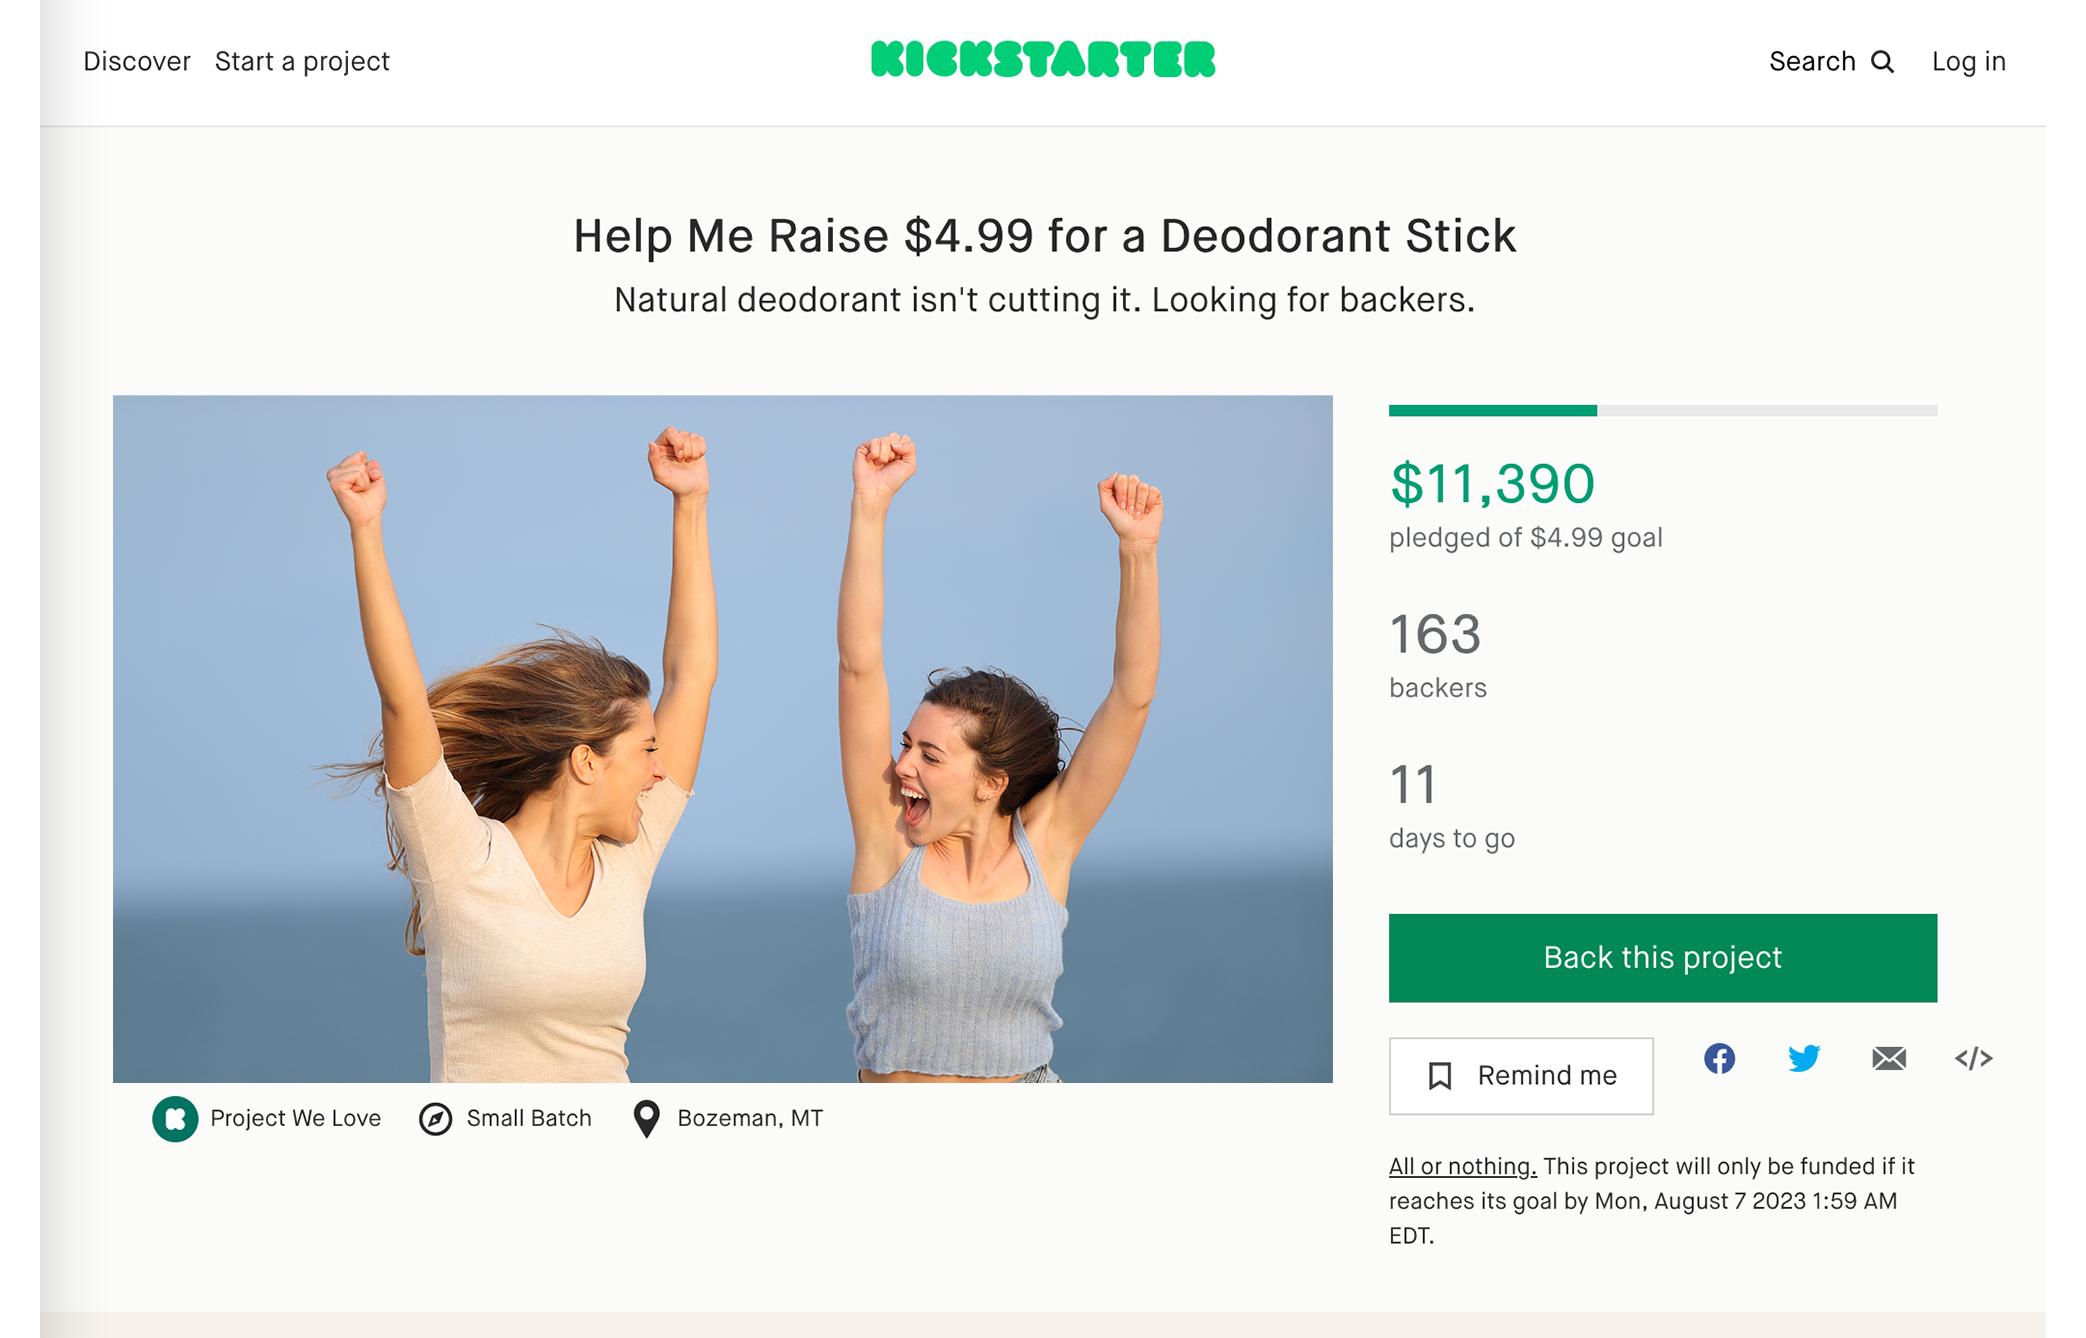 Discover Start a project KICKSTARTER Search Log in
Help Me Raise $4.99 for a Deodorant Stick
Natural deodorant isn't cutting it. Looking for backers.
$11,390
pledged of $4.99 goal
163
backers
11
days to go
Back this project
Remind me
Project We Love Small Batch Bozeman, MT
All or nothing. This project will only be funded if it
reaches its goal by Mon, August 7 2023 1:59 AM
EDT.